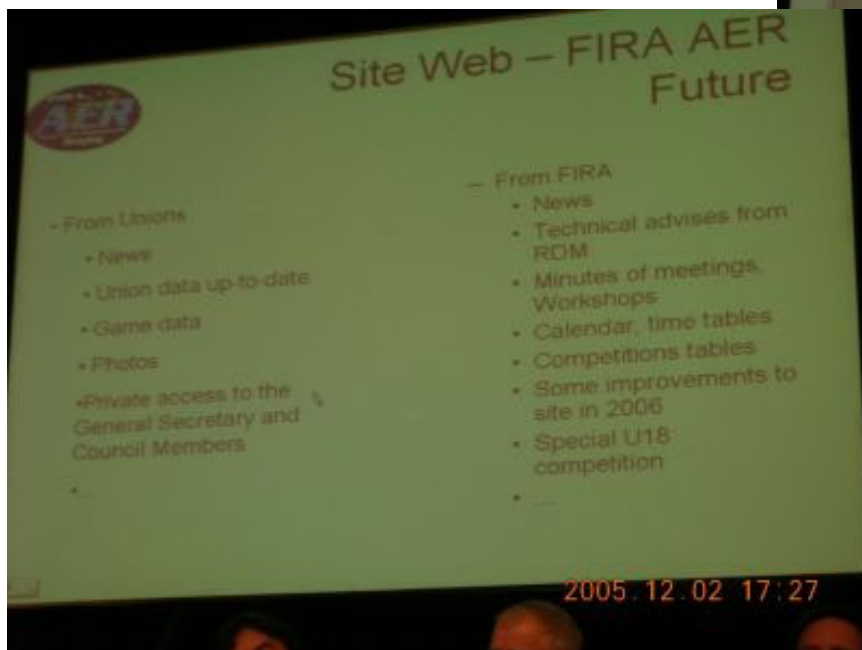 Site Web – FIRA AER
Future
AER
- From Unions
• News
• Union data up-to-date
• Game data
• Photos
•Private access to the
General Secretary and
Council Members
•...
– From FIRA
• News
• Technical advises from
RDM
• Minutes of meetings,
Workshops
• Calendar, time tables
• Competitions tables
• Some improvements to
site in 2006
• Special U18
competition
• ...
2005.12.02 17:27